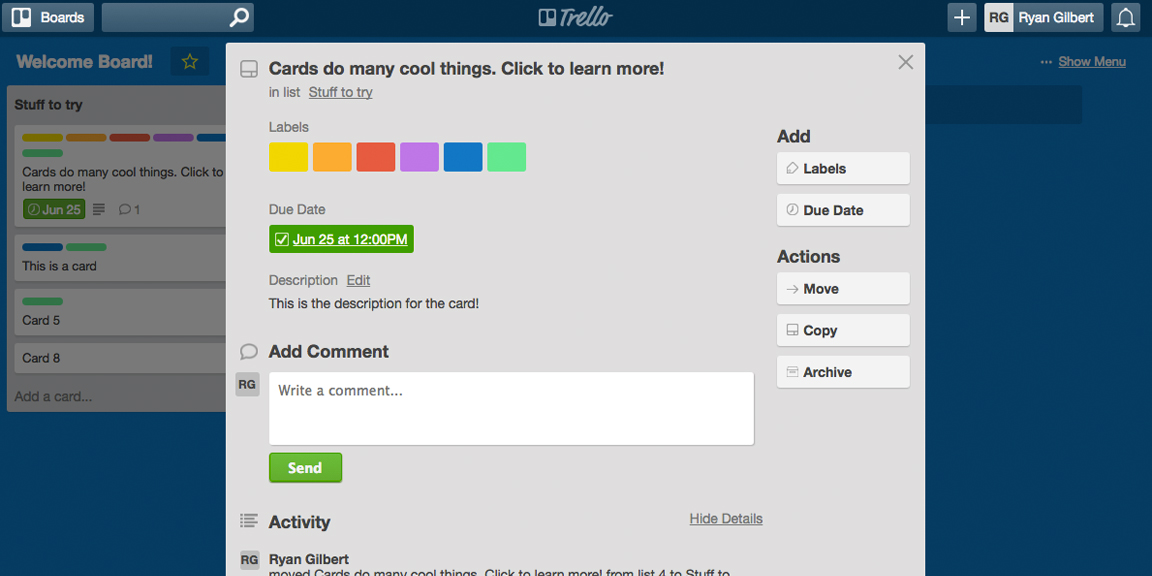 Boards
Trello
RG Ryan Gilbert
Welcome Board!
... Show Menu
Stuff to try
Cards do many cool things. Click to
learn more!
Jun 25
1
This is a card
Card 5
Card 8
Add a card...
Cards do many cool things. Click to learn more!
in list Stuff to try
Labels
Due Date
Jun 25 at 12:00PM
Description Edit
This is the description for the card!
Add Comment
RG
Write a comment...
Send
Activity
Hide Details
RG Ryan Gilbert
moved Cards do many cool things. Click to learn more! from list 4 to Stuff to
Add
Labels
Due Date
Actions
Move
Copy
Archive